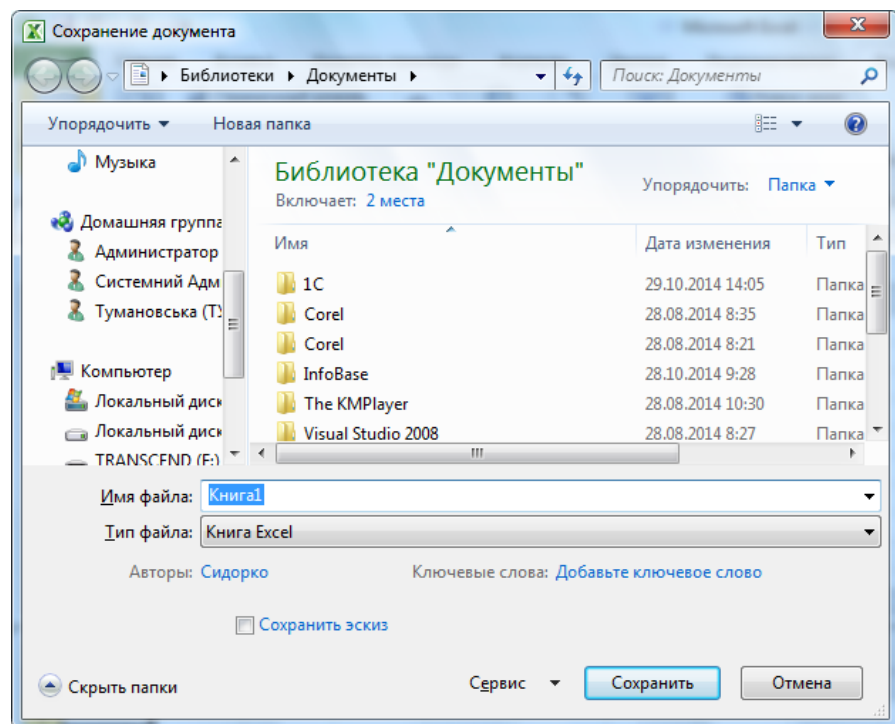 Сохранение документа
Библиотеки Документы
Поиск: Документы
Упорядочить Новая папка
Музыка
Домашняя группа
Администратор
Системний Адм
Тумановська (ТУ
Компьютер
Локальный диск
Локальный диск
TRANSCEND (F:)
Библиотека "Документы"
Включает: 2 места
Упорядочить: Папка
Имя Дата изменения Тип
1C 29.10.2014 14:05 Папка
Corel 28.08.2014 8:35 Папка
Corel 28.08.2014 8:21 Папка
InfoBase 28.10.2014 9:28 Папка
The KMPlayer 28.08.2014 10:30 Папка
Visual Studio 2008 28.08.2014 8:27 Папка
Имя файла: Книга1
Тип файла: Книга Excel
Авторы: Сидорко Ключевые слова: Добавьте ключевое слово
Сохранить эскиз
Скрыть папки Сервис Сохранить Отмена